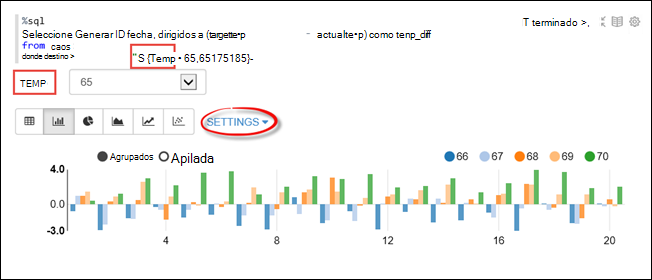 %sql
T terminado >,
Seleccione Generar ID fecha, dirigidos a (targette•p - actualte•p) como tenp_diff
from caos
donde destino > "S {Temp • 65,65175185}-
TEMP 65
SETTINGS
Agrupados Apilada 66 67 68 69 70
4.0
0.0
-3.0
4 8 12 16 20